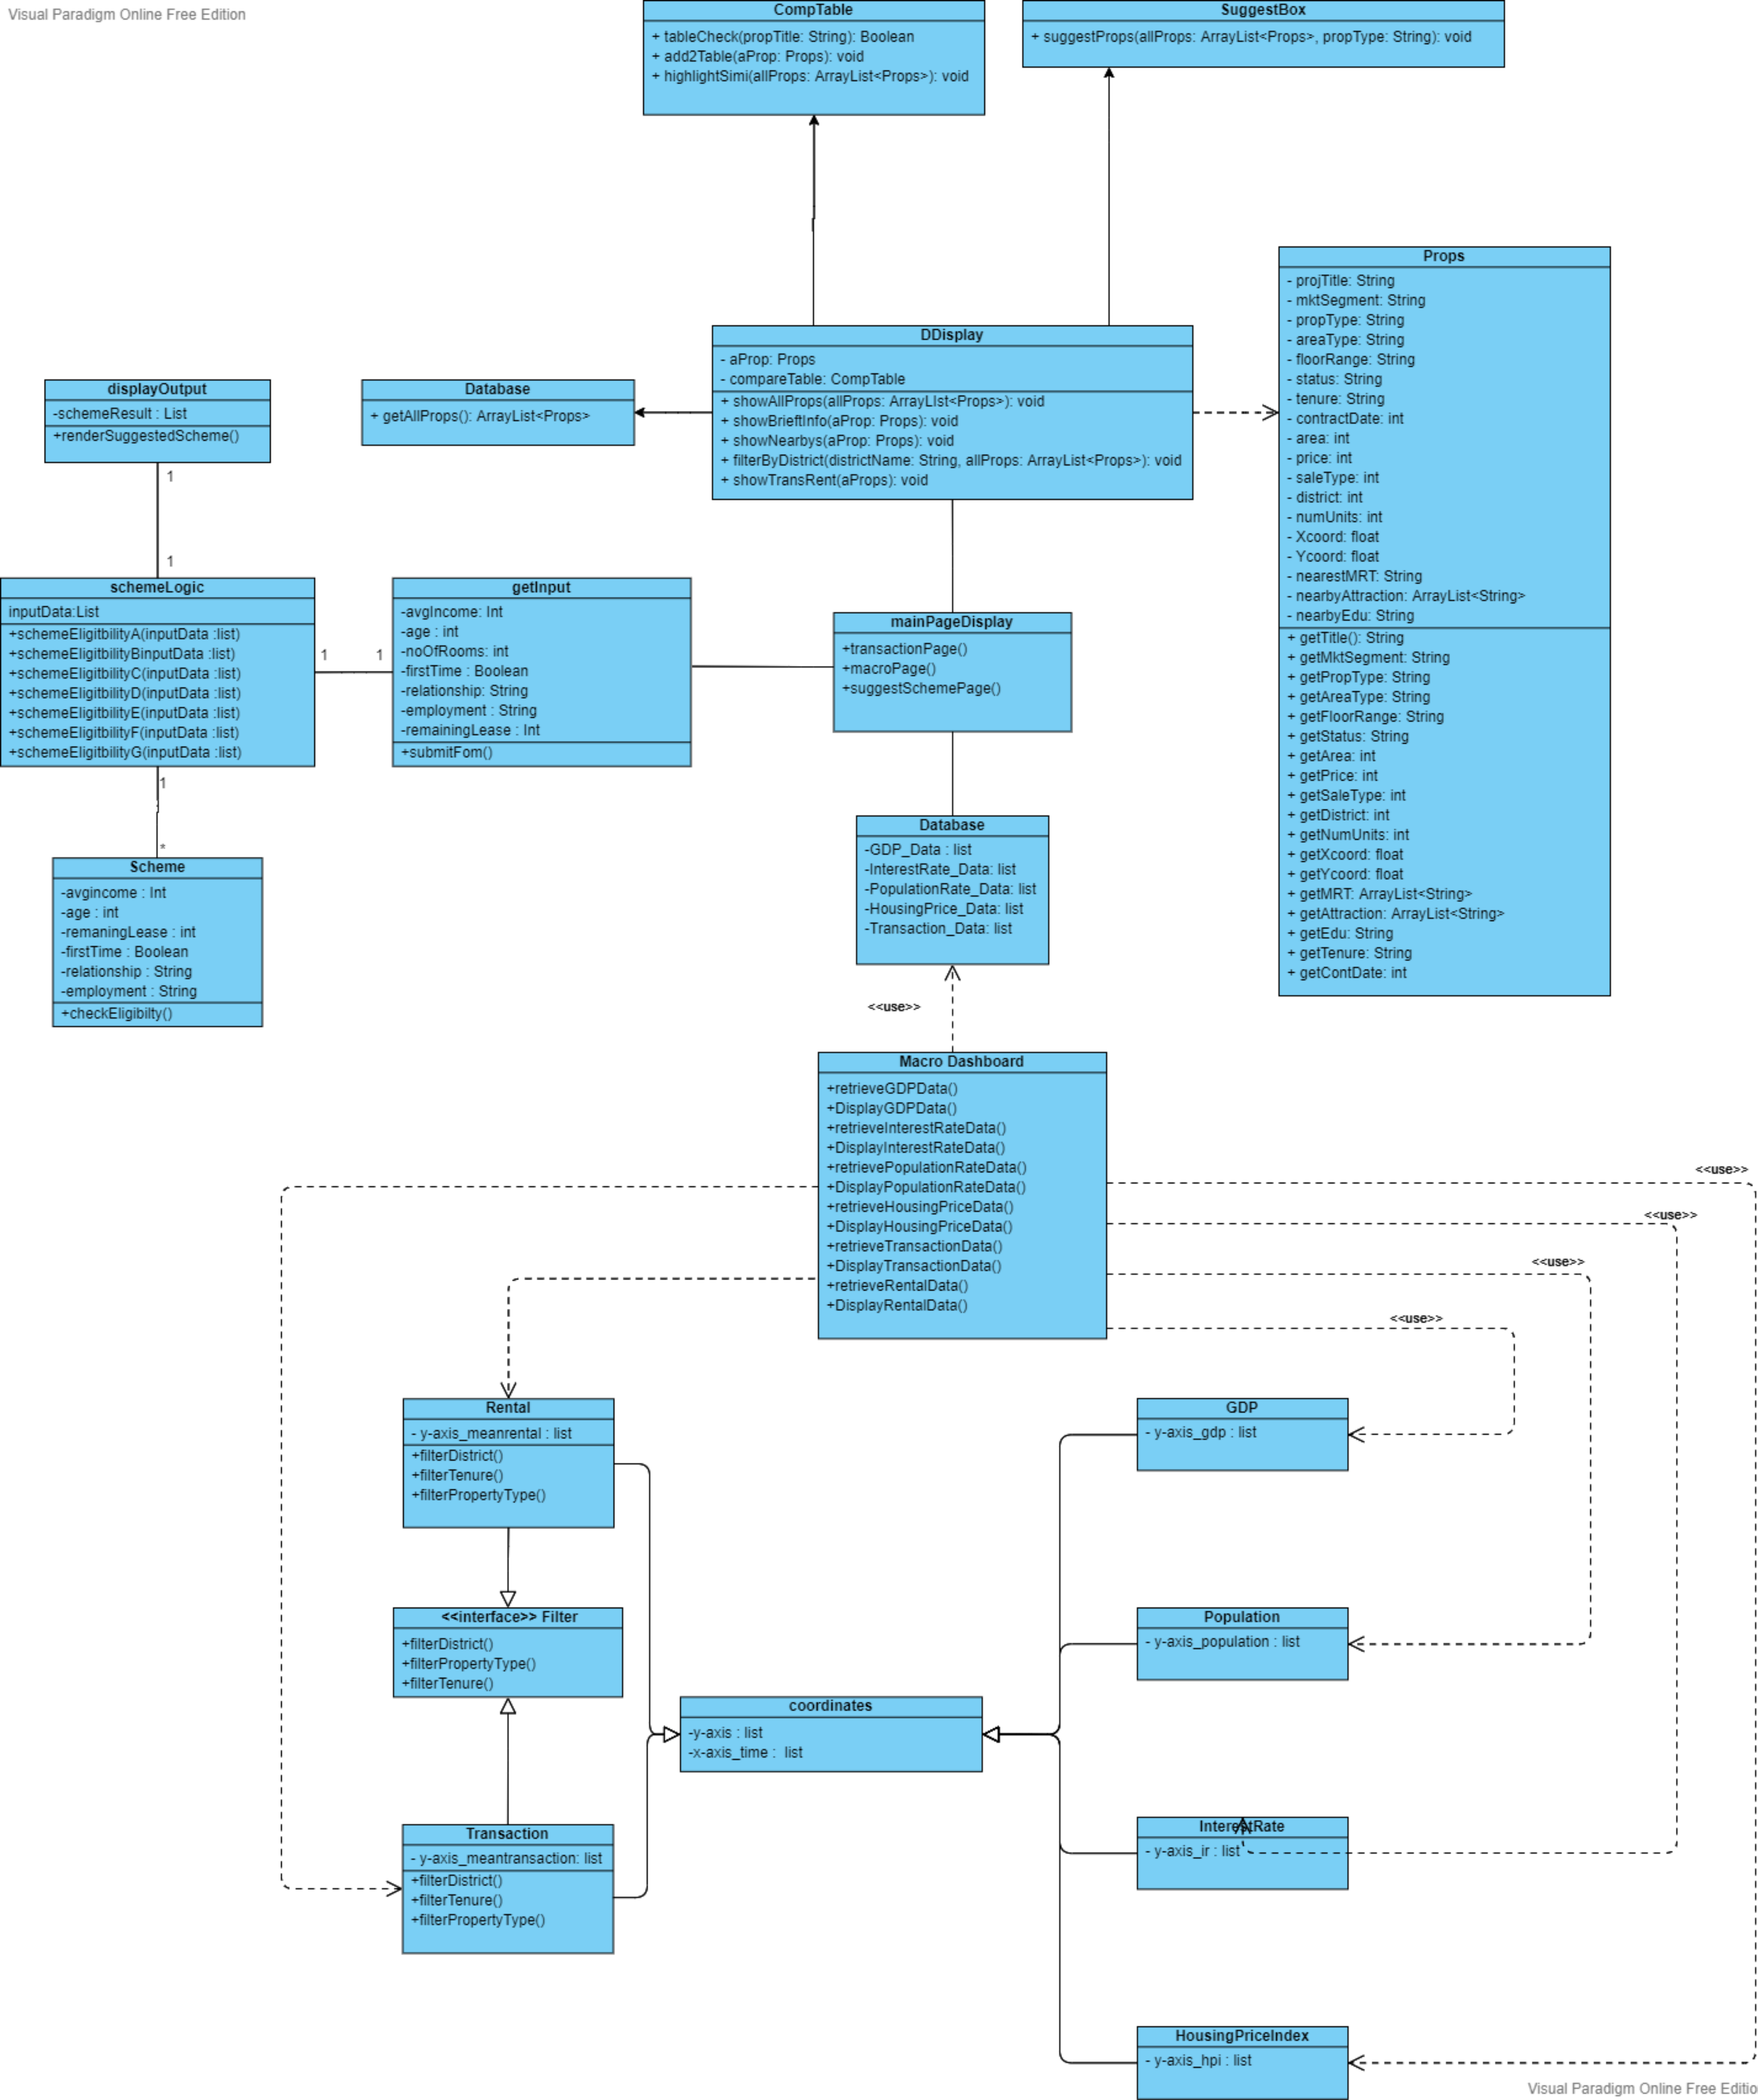 Visual Paradigm Online Free Edition
CompTable
+ tableCheck(propTitle: String): Boolean
+ add2Table(aProp: Props): void
+ highlightSimi(allProps: ArrayList<Props>): void
SuggestBox
+ suggestProps(allProps: ArrayList<Props>, propType: String): void
Props
- projTitle: String
- mktSegment: String
- propType: String
- areaType: String
- floorRange: String
- status: String
- tenure: String
- contractDate: int
- area: int
- price: int
- saleType: int
- district: int
- numUnits: int
- Xcoord: float
- Ycoord: float
- nearestMRT: String
- nearbyAttraction: ArrayList<String>
- nearbyEdu: String
+ getTitle(): String
+ getMktSegment: String
+ getPropType: String
+ getAreaType: String
+ getFloorRange: String
+ getStatus: String
+ getArea: int
+ getPrice: int
+ getSaleType: int
+ getDistrict: int
+ getNumUnits: int
+ getXcoord: float
+ getYcoord: float
+ getMRT: ArrayList<String>
+ getAttraction: ArrayList<String>
+ getEdu: String
+ getTenure: String
+ getContDate: int
DDisplay
- aProp: Props
- compareTable: CompTable
+ showAllProps(allProps: ArrayLIst<Props>): void
+ showBrieftInfo(aProp: Props): void
+ showNearbys(aProp: Props): void
+ filterByDistrict(districtName: String, allProps: ArrayList<Props>): void
+ showTransRent(aProps): void
Database
+ getAllProps(): ArrayList<Props>
displayOutput
-schemeResult : List
+renderSuggestedScheme()
1
1
schemeLogic
inputData:List
+schemeEligitbilityA(inputData :list)
+schemeEligitbilityBinputData :list)
+schemeEligitbilityC(inputData :list)
+schemeEligitbilityD(inputData :list)
+schemeEligitbilityE(inputData :list)
+schemeEligitbilityF(inputData :list)
+schemeEligitbilityG(inputData :list)
1
1
getInput
-avgIncome: Int
-age : int
-noOfRooms: int
-firstTime : Boolean
-relationship: String
-employment : String
-remainingLease : Int
+submitFom()
mainPageDisplay
+transactionPage()
+macroPage()
+suggestSchemePage()
1
*
Scheme
-avgincome : Int
-age : int
-remaningLease : int
-firstTime : Boolean
-relationship : String
-employment : String
+checkEligibilty()
Database
-GDP_Data : list
-InterestRate_Data: list
-PopulationRate_Data: list
-HousingPrice_Data: list
-Transaction_Data: list
<<use>>
Macro Dashboard
+retrieveGDPData()
+DisplayGDPData()
+retrieveInterestRateData()
+DisplayInterestRateData()
+retrievePopulationRateData()
+DisplayPopulationRateData()
+retrieveHousingPriceData()
+DisplayHousingPriceData()
+retrieveTransactionData()
+DisplayTransactionData()
+retrieveRentalData()
+DisplayRentalData()
<<use>>
<<use>>
<<use>>
<<use>>
Rental
- y-axis_meanrental : list
+filterDistrict()
+filterTenure()
+filterPropertyType()
<<interface>> Filter
+filterDistrict()
+filterPropertyType()
+filterTenure()
Transaction
- y-axis_meantransaction: list
+filterDistrict()
+filterTenure()
+filterPropertyType()
coordinates
-y-axis : list
-x-axis_time : list
GDP
- y-axis_gdp : list
Population
- y-axis_population : list
InterestRate
- y-axis_ir : list
HousingPriceIndex
- y-axis_hpi : list
Visual Paradigm Online Free Editio